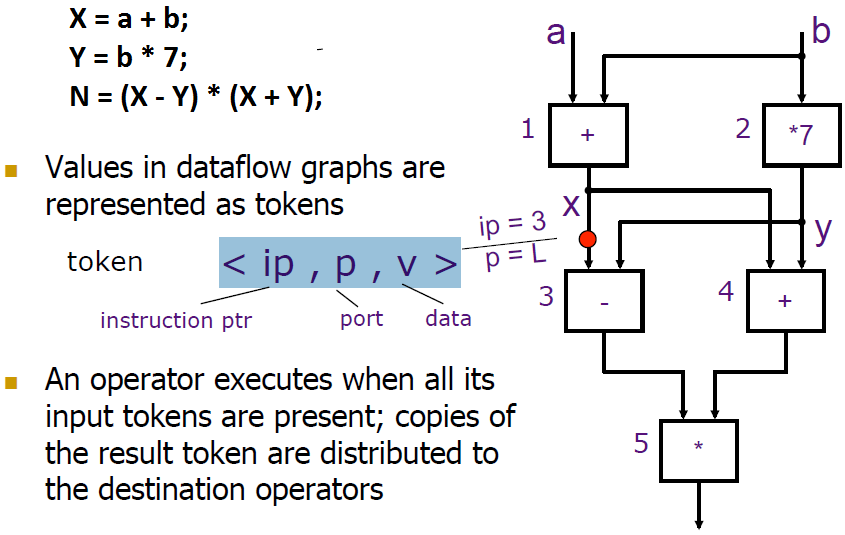 X = a + b;
Y = b * 7;
N = (X - Y) * (X + Y);
Values in dataflow graphs are
represented as tokens
token
< ip , p , v >
ip = 3
p = L
instruction ptr
port
data
An operator executes when all its
input tokens are present; copies of
the result token are distributed to
the destination operators
a
b
1
+
2
*7
x
y
3
-
4
+
5
*